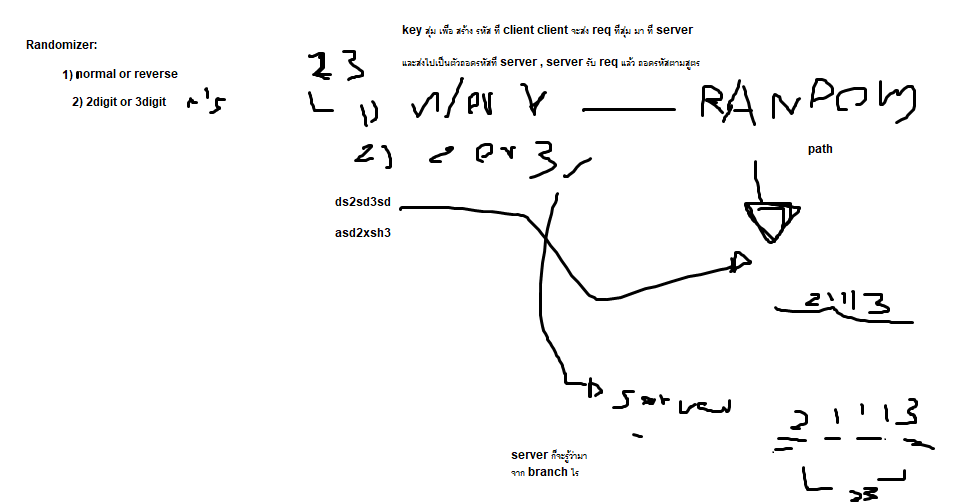 key สุ่ม เพื่อ สร้าง รหัส ที่ client client จะส่ง req ที่สุ่ม มา ที่ server
Randomizer:
และส่งไปเป็นตัวถอดรหัสที่ server , server รับ req แล้ว ถอดรหัสตามสูตร
1) normal or reverse
23
2) 2digit or 3digit
1) n/or v RANDOM
2) 2 or 3
path
ds2sd3sd
asd2xsh3
21113
server
21113
server ก็จะรู้ว่ามา
จาก branch ไร
23